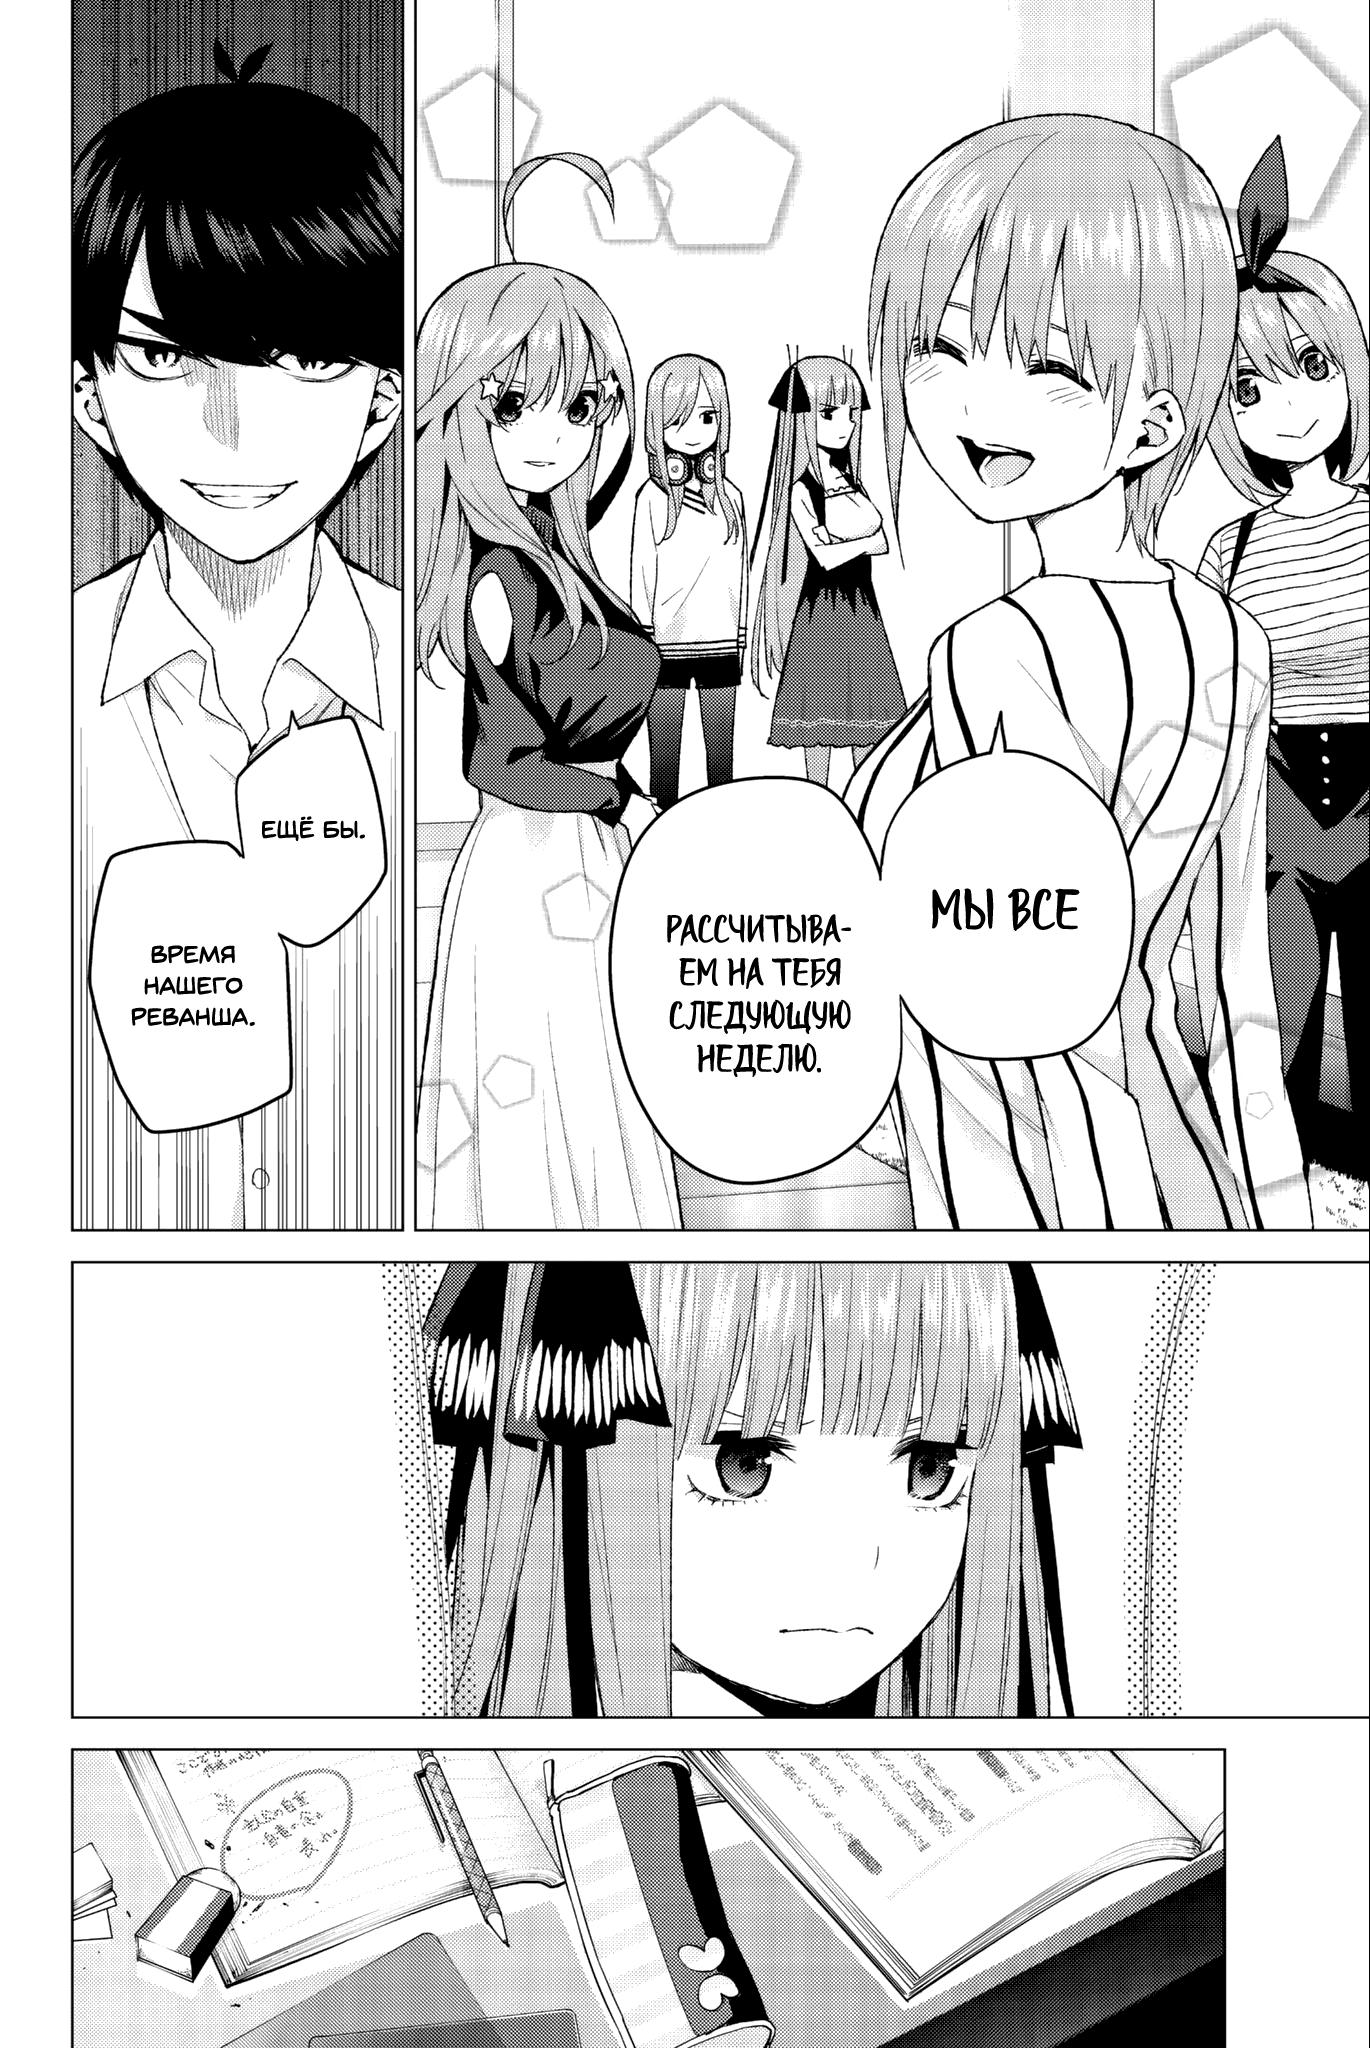 МЫ ВСЕ
РАССЧИТЫВА-
ЕМ НА ТЕБЯ
СЛЕДУЮЩУЮ
НЕДЕЛЮ.
ЕЩЁ БЫ.
ВРЕМЯ
НАШЕГО
РЕВАНША.